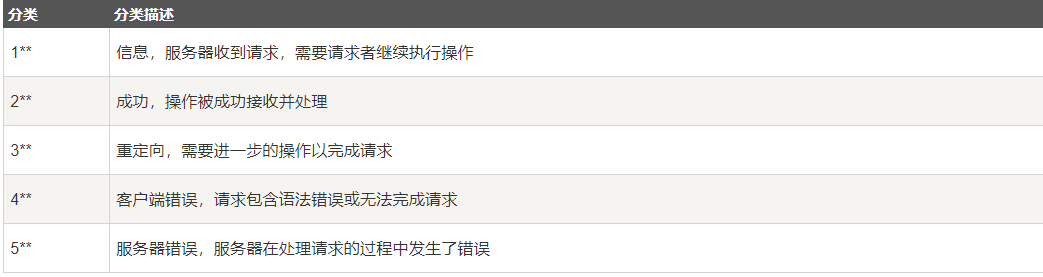 分类 分类描述
1** 信息，服务器收到请求，需要请求者继续执行操作
2** 成功，操作被成功接收并处理
3** 重定向，需要进一步的操作以完成请求
4** 客户端错误，请求包含语法错误或无法完成请求
5** 服务器错误，服务器在处理请求的过程中发生了错误